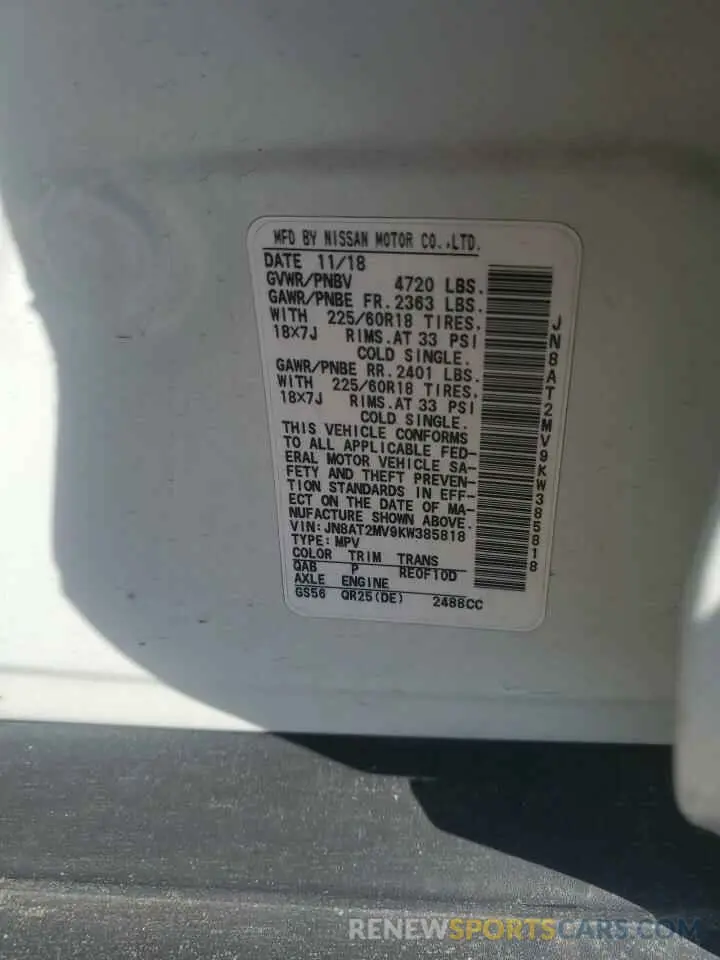 MFD BY NISSAN MOTOR CO.,LTD.
DATE 11/18
GVWR/PNBV 4720 LBS.
GAWR/PNBE FR. 2363 LBS.
WITH 225/60R18 TIRES,
18×7J RIMS.AT 33 PSI
COLD SINGLE.
GAWR/PNBE RR. 2401 LBS.
WITH 225/60R18 TIRES,
18×7J RIMS.AT 33 PSI
COLD SINGLE.
THIS VEHICLE CONFORMS
TO ALL APPLICABLE FED-
ERAL MOTOR VEHICLE SA-
FETY AND THEFT PREVEN-
TION STANDARDS IN EFF-
ECT ON THE DATE OF MA-
NUFACTURE SHOWN ABOVE.
VIN:JN8AT2MV9KW385818
TYPE:MPV
COLOR TRIM TRANS
QAB P RE0F10D
AXLE ENGINE
GS56 QR25(DE) 2488CC
JN8AT2MV9KW385818
RENEWSPORTSCARS.COM